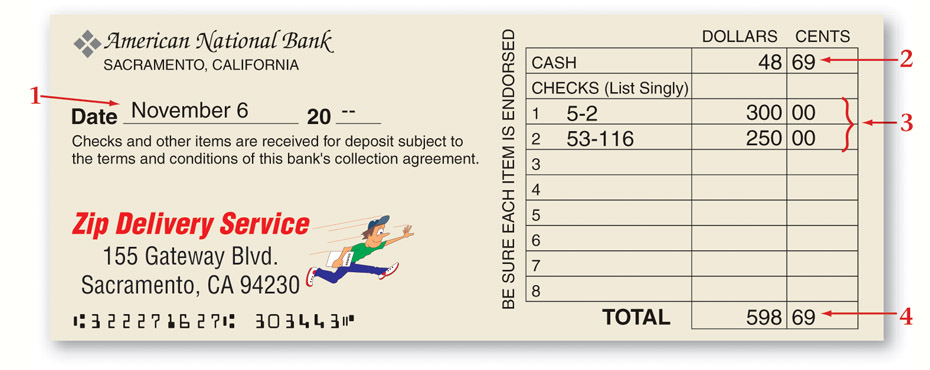 American National Bank
SACRAMENTO, CALIFORNIA
1
Date November 6 20 --
Checks and other items are received for deposit subject to
the terms and conditions of this bank's collection agreement.
Zip Delivery Service
155 Gateway Blvd.
Sacramento, CA 94230
⑆322271627⑆ 303443⑈
BE SURE EACH ITEM IS ENDORSED
DOLLARS CENTS
CASH 48 69 2
CHECKS (List Singly)
1 5-2 300 00
3
2 53-116 250 00
3
4
5
6
7
8
TOTAL 598 69 4